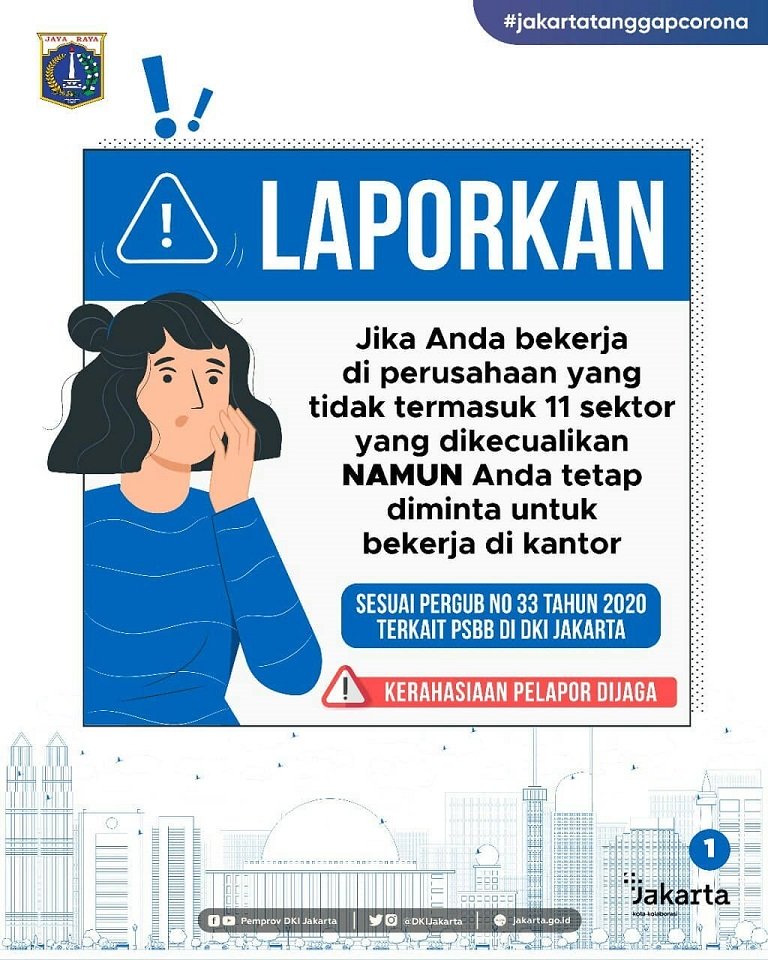 #jakartatanggapcorona
JAYA RAYA
LAPORKAN
Jika Anda bekerja
di perusahaan yang
tidak termasuk 11 sektor
yang dikecualikan
NAMUN Anda tetap
diminta untuk
bekerja di kantor
SESUAI PERGUB NO 33 TAHUN 2020
TERKAIT PSBB DI DKI JAKARTA
KERAHASIAAN PELAPOR DIJAGA
1
Jakarta
kota kolaborasi
Pemprov DKI Jakarta | @DKIJakarta | jakarta.go.id